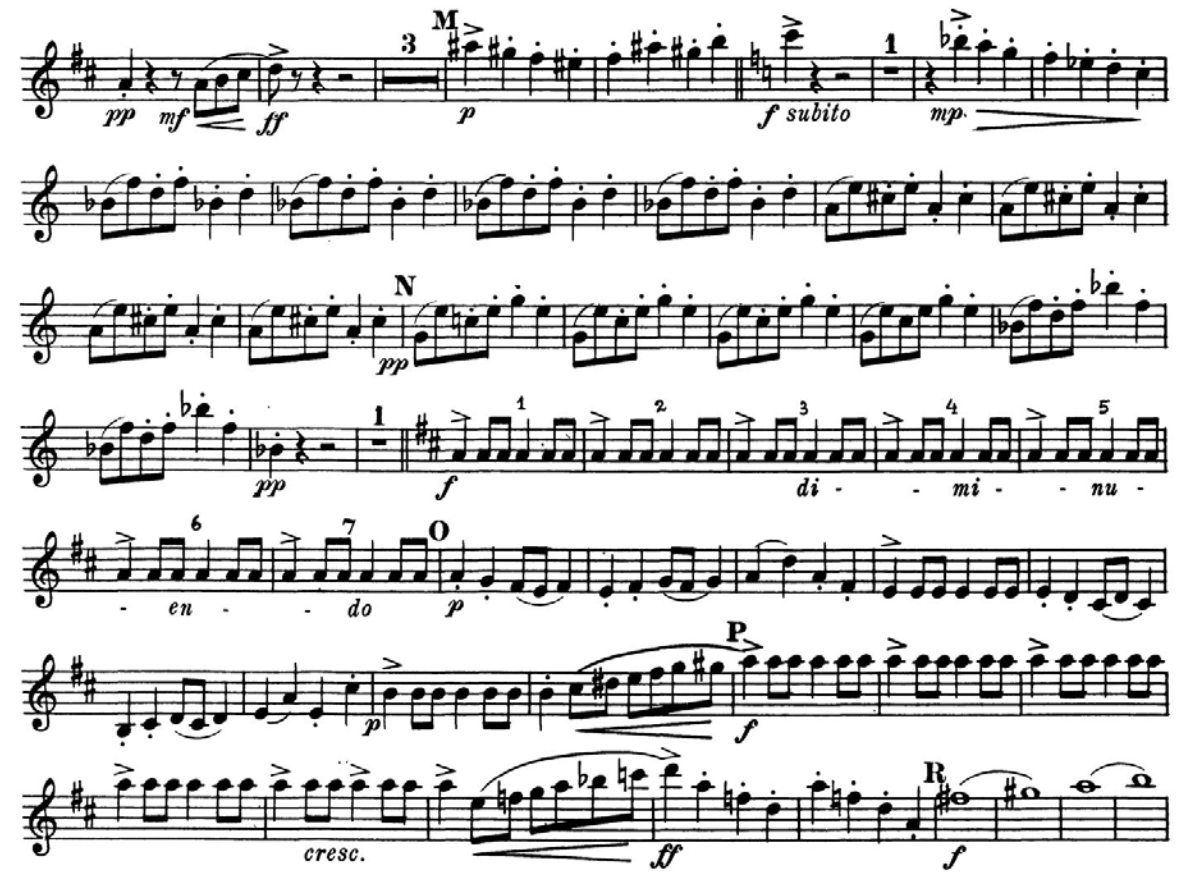 3 M 1
pp mf ff p f subito mp.
N
pp
1 1 2 3 4 5
pp f di - - mi - - nu -
6 7 O
- en - - do p
P
p f
R
cresc. ff f